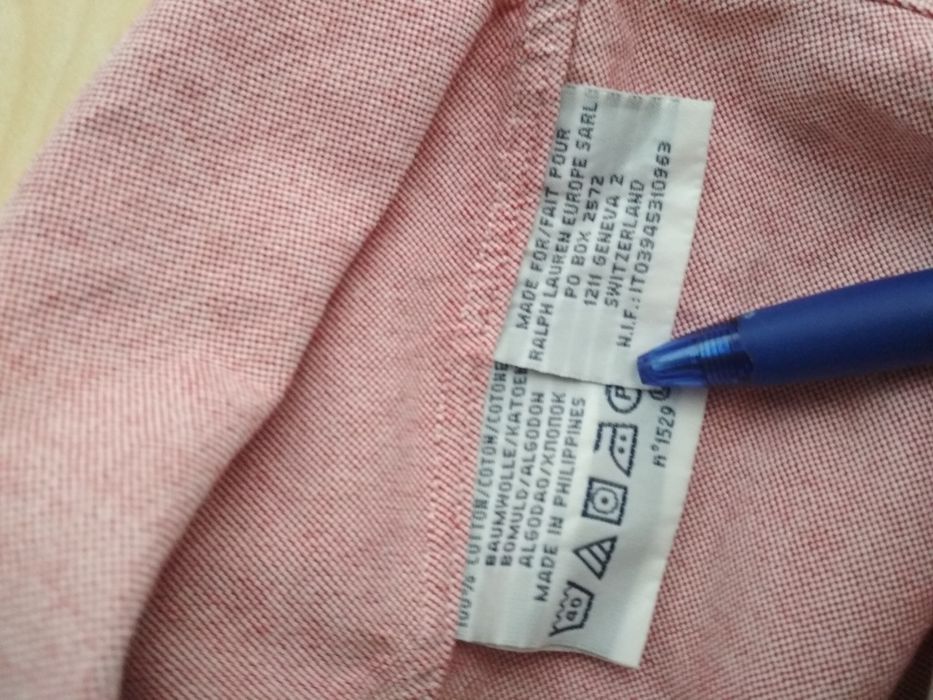 MADE FOR/FAIT POUR
RALPH LAUREN EUROPE SARL
PO BOX 2572
1211 GENEVA 2
SWITZERLAND
N.I.F.:IT03945310963
100% COTTON/COTON/COTONE
BAUMWOLLE/KATOEN
BOMULD/ALGODON
ALGODAO/ХЛОПОК
MADE IN PHILIPPINES
40
P
n°1529